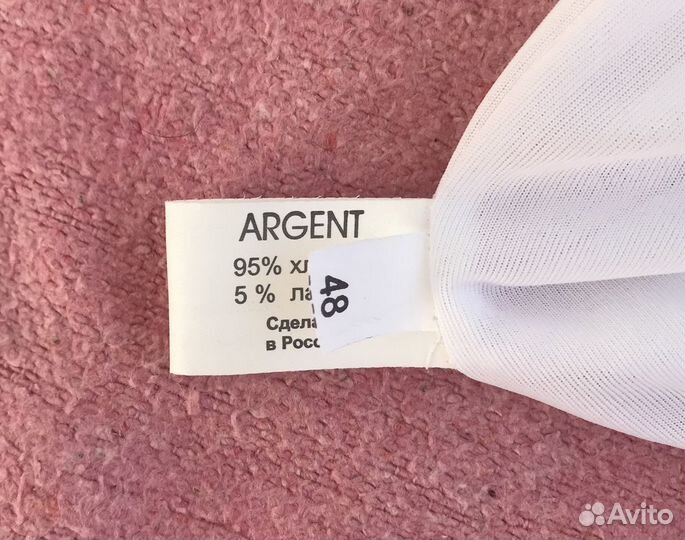 ARGENT
95% хл
5 % ла
Сдела
в Росс
48
Avito